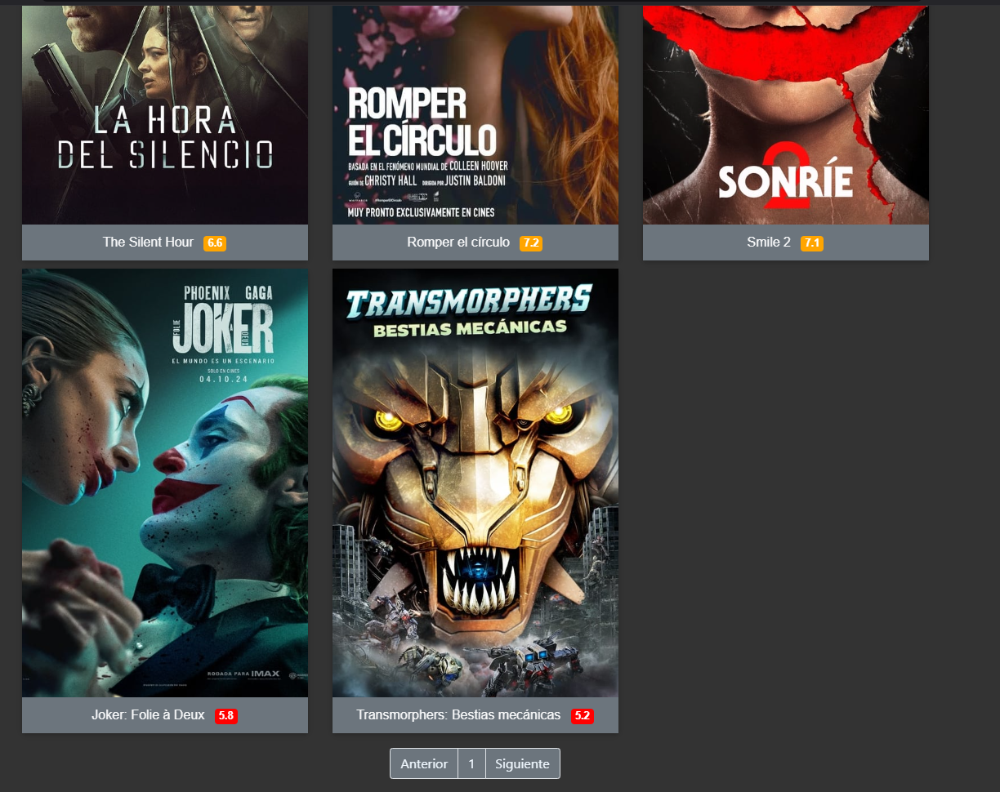 LA HORA
DEL SILENCIO
ROMPER
EL CÍRCULO
BASADA EN EL FENÓMENO MUNDIAL DE COLLEEN HOOVER
GUIÓN DE CHRISTY HALL DIRIGIDA POR JUSTIN BALDONI
MUY PRONTO EXCLUSIVAMENTE EN CINES
SONRÍE
2
The Silent Hour 6.6
Romper el círculo 7.2
Smile 2 7.1
PHOENIX GAGA
FOLIE JOKER DEUX
EL MUNDO ES UN ESCENARIO
SOLO EN CINES
04.10.24
RODADA PARA IMAX
TRANSMORPHERS
BESTIAS MECÁNICAS
Joker: Folie à Deux 5.8
Transmorphers: Bestias mecánicas 5.2
Anterior 1 Siguiente